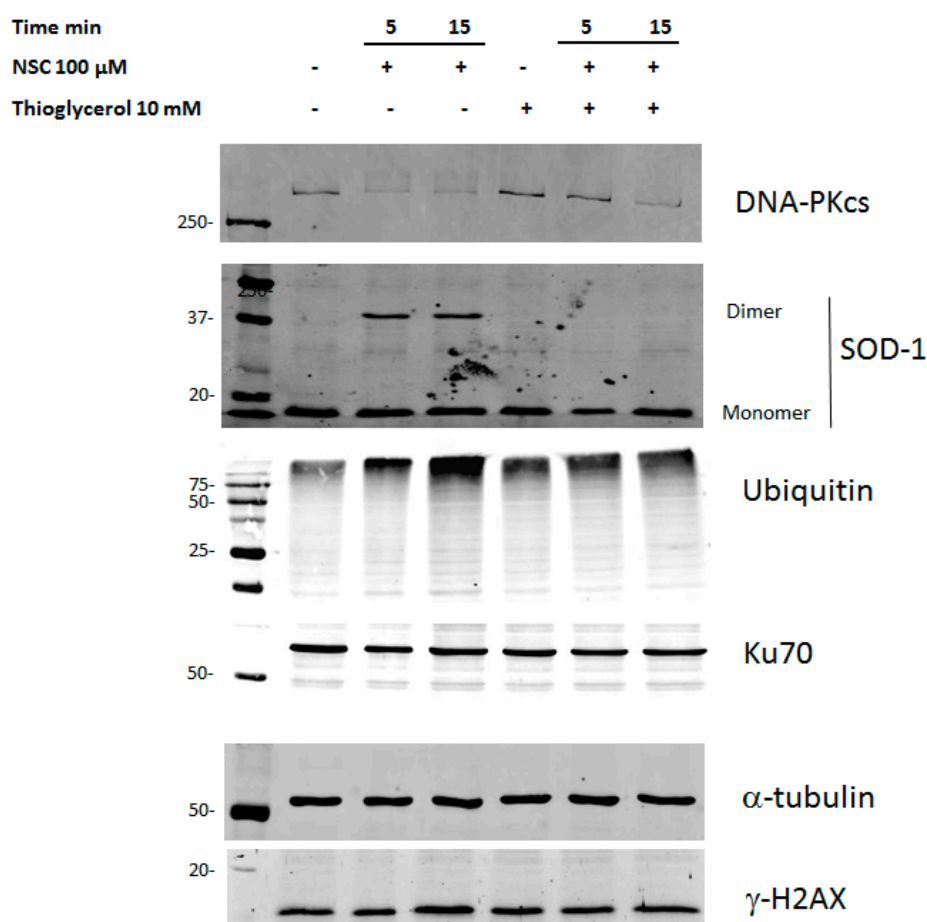 Time min 5 15 5 15
NSC 100 µM - + + - + +
Thioglycerol 10 mM - - - + + +
250- DNA-PKcs
250-
37- Dimer
SOD-1
20- Monomer
75- Ubiquitin
50-
25-
Ku70
50-
50- α-tubulin
20-
γ-H2AX